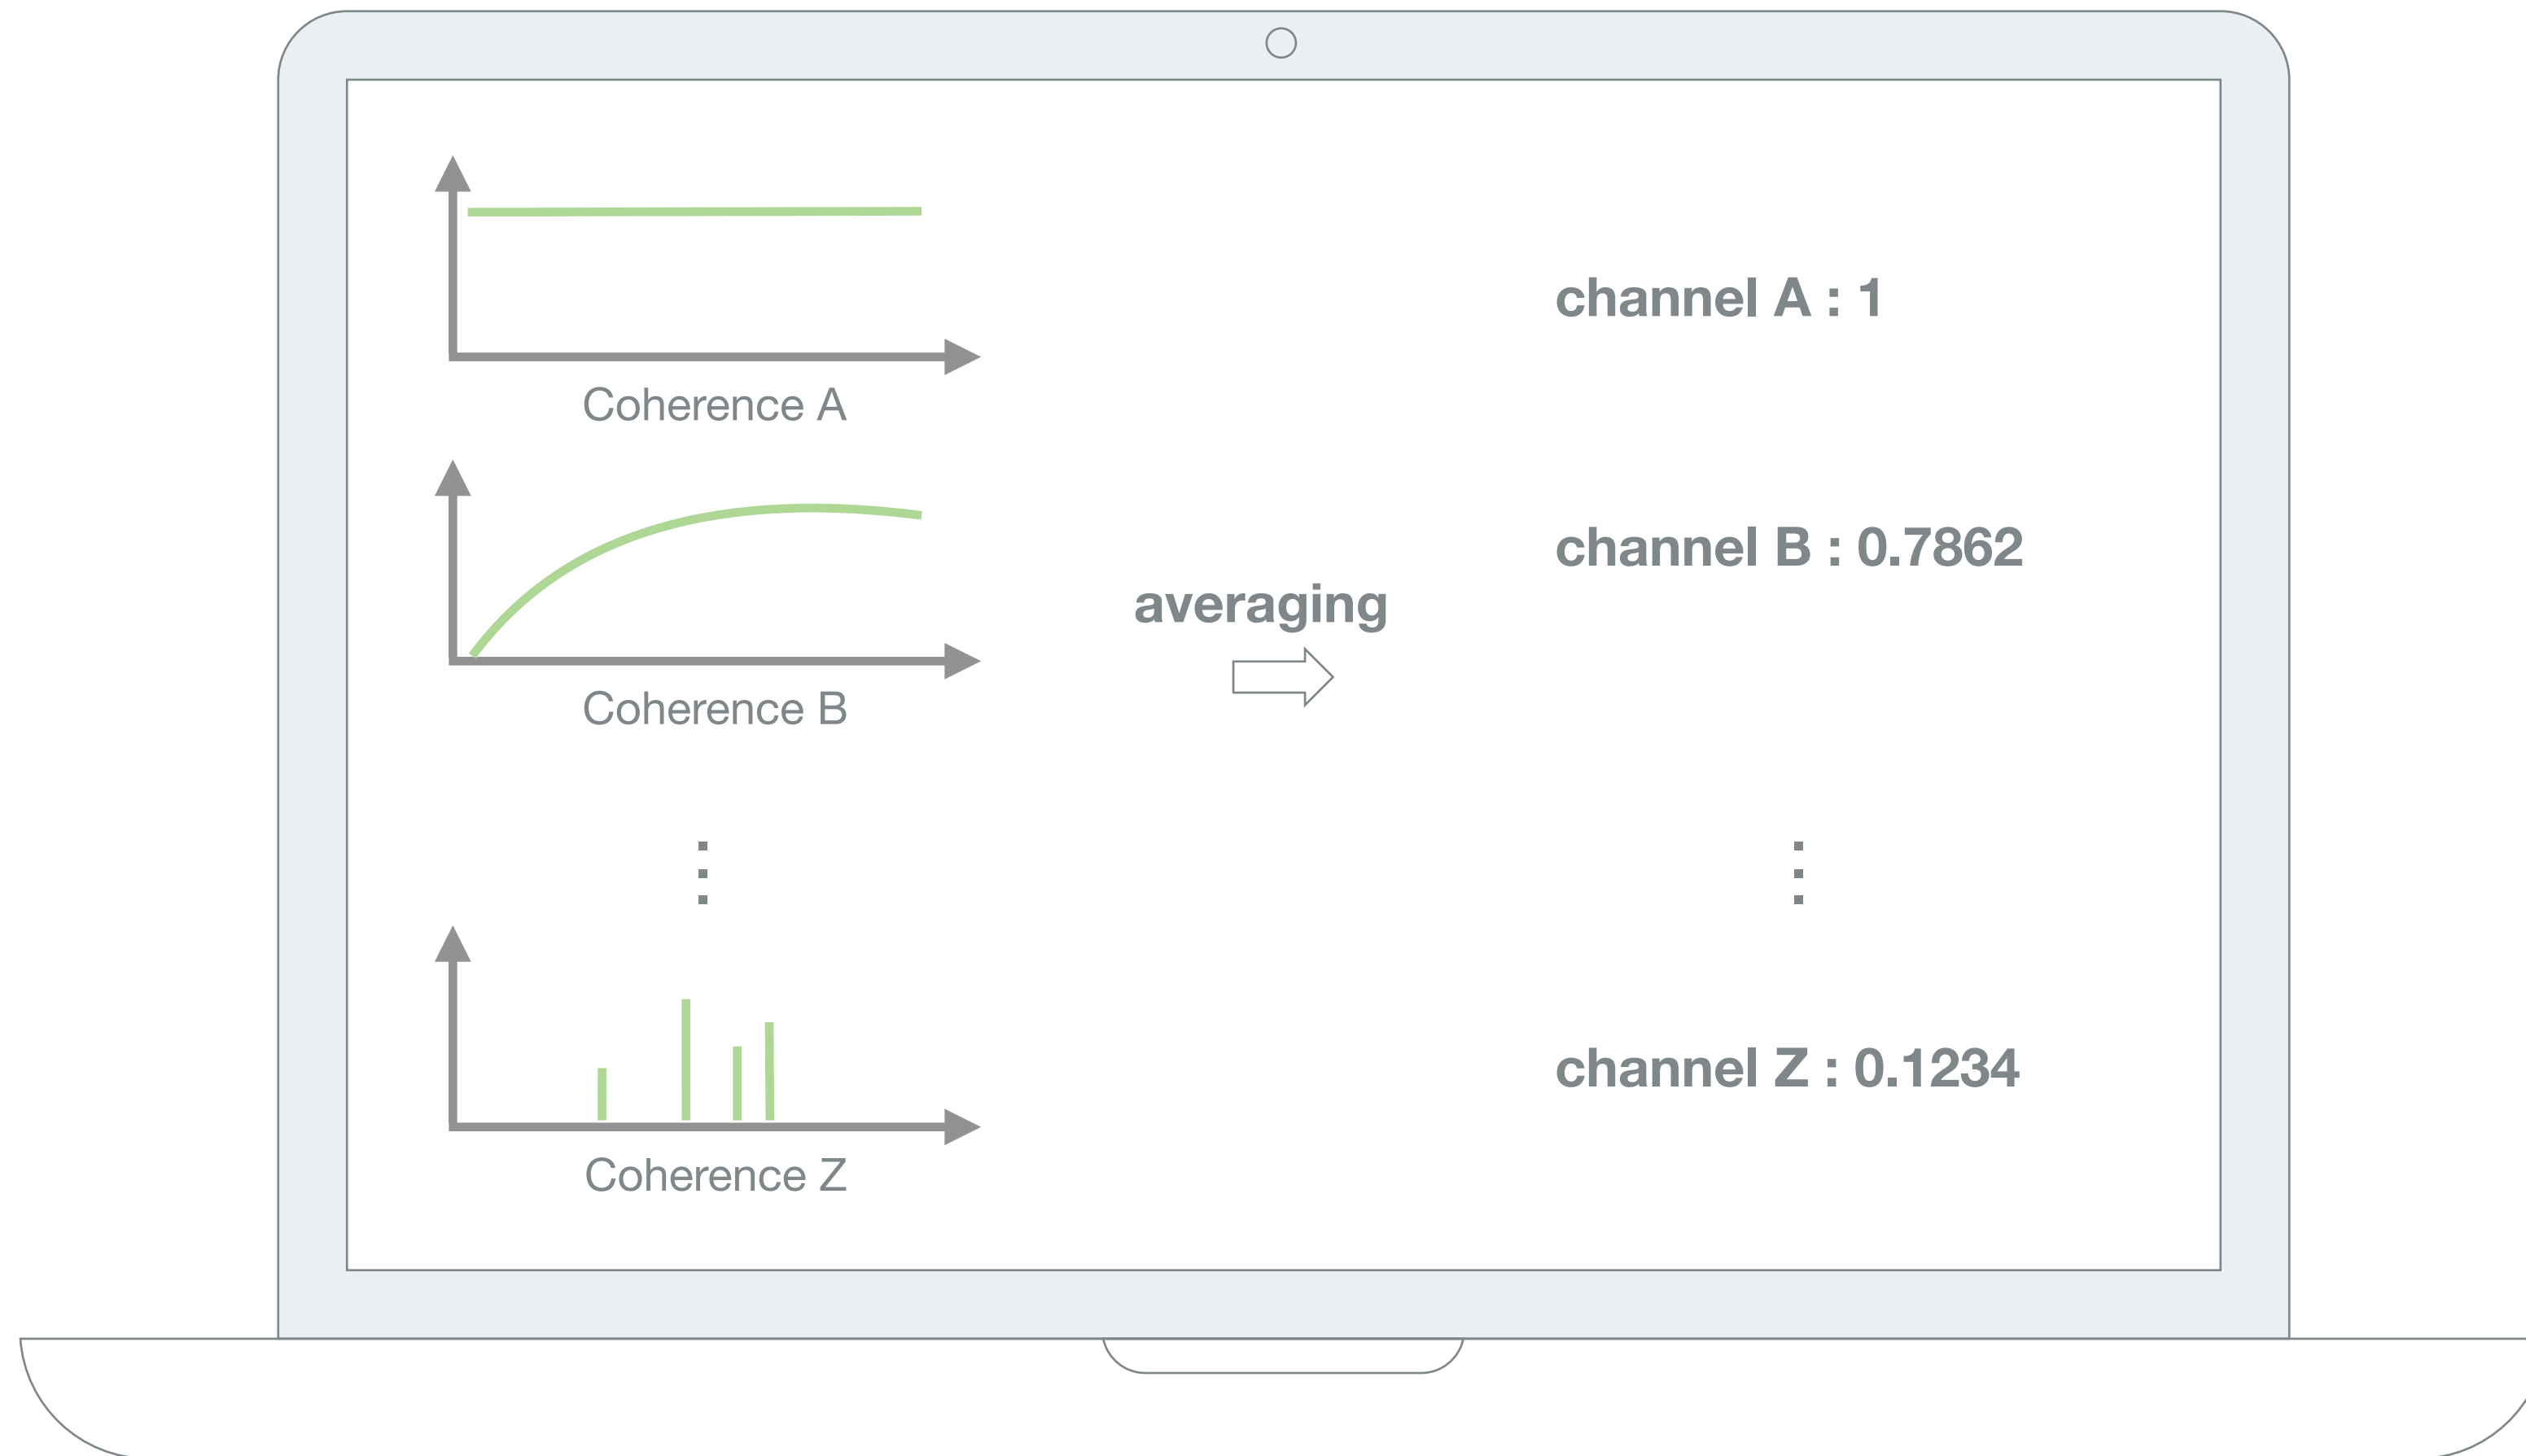 Coherence A
Coherence B
Coherence Z
averaging
channel A : 1
channel B : 0.7862
channel Z : 0.1234